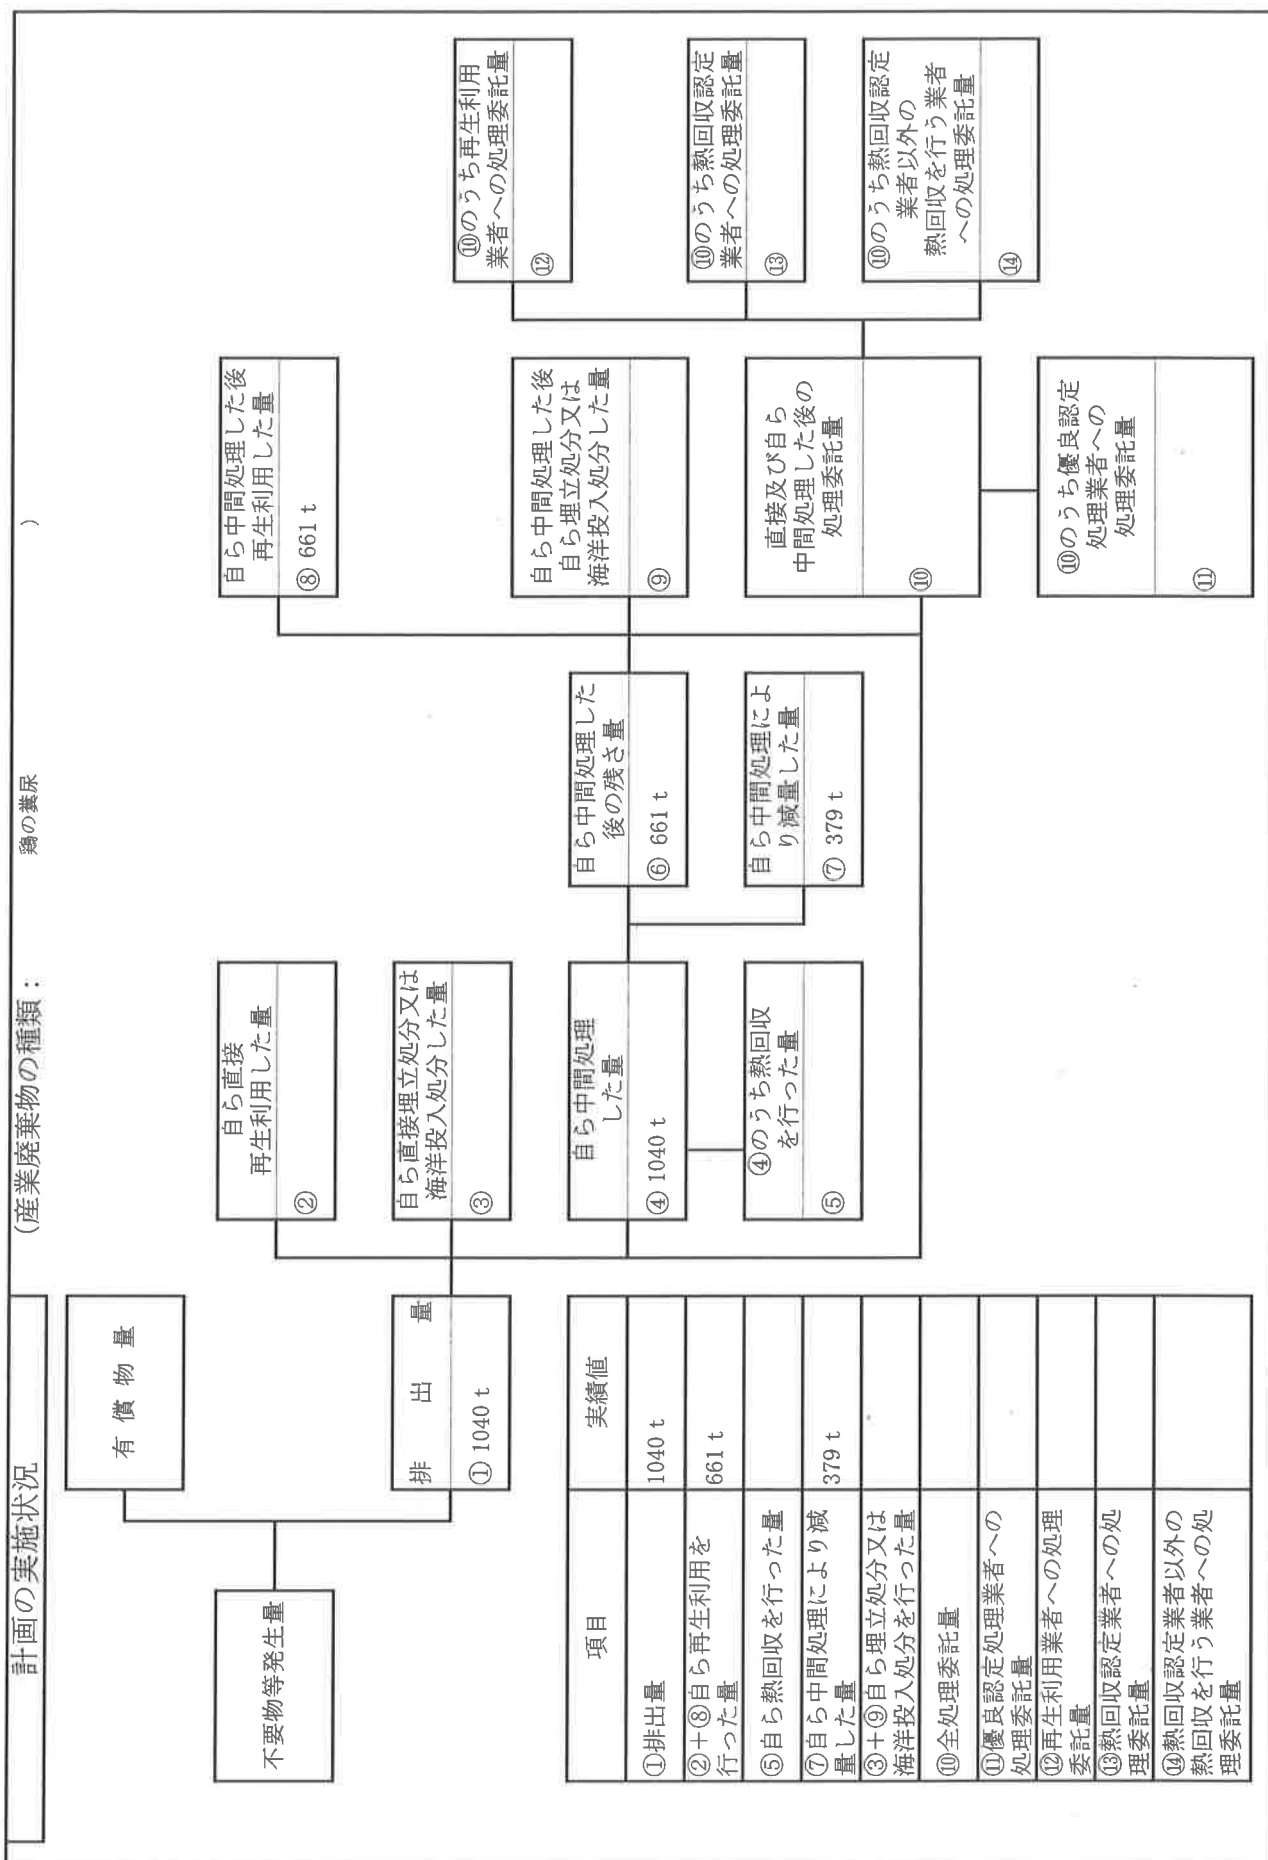 計画の実施状況
(産業廃棄物の種類：
鶏の糞尿
)
不要物等発生量
有償物量
排出量
① 1040 t
自ら直接
再生利用した量
②
自ら直接埋立処分又は
海洋投入処分した量
③
自ら中間処理
した量
④ 1040 t
④のうち熱回収
を行った量
⑤
自ら中間処理した
後の残さ量
⑥ 661 t
自ら中間処理によ
り減量した量
⑦ 379 t
自ら中間処理した後
再生利用した量
⑧ 661 t
自ら中間処理した後
自ら埋立処分又は
海洋投入処分した量
⑨
直接及び自ら
中間処理した後の
処理委託量
⑩
⑩のうち優良認定
処理業者への
処理委託量
⑪
⑩のうち再生利用
業者への処理委託量
⑫
⑩のうち熱回収認定
業者への処理委託量
⑬
⑩のうち熱回収認定
業者以外の
熱回収を行う業者
への処理委託量
⑭
項目 実績値
①排出量 1040 t
②＋⑧自ら再生利用を
行った量 661 t
⑤自ら熱回収を行った量
⑦自ら中間処理により減
量した量 379 t
③＋⑨自ら埋立処分又は
海洋投入処分を行った量
⑩全処理委託量
⑪優良認定処理業者への
処理委託量
⑫再生利用業者への処理
委託量
⑬熱回収認定業者への処
理委託量
⑭熱回収認定業者以外の
熱回収を行う業者への処
理委託量